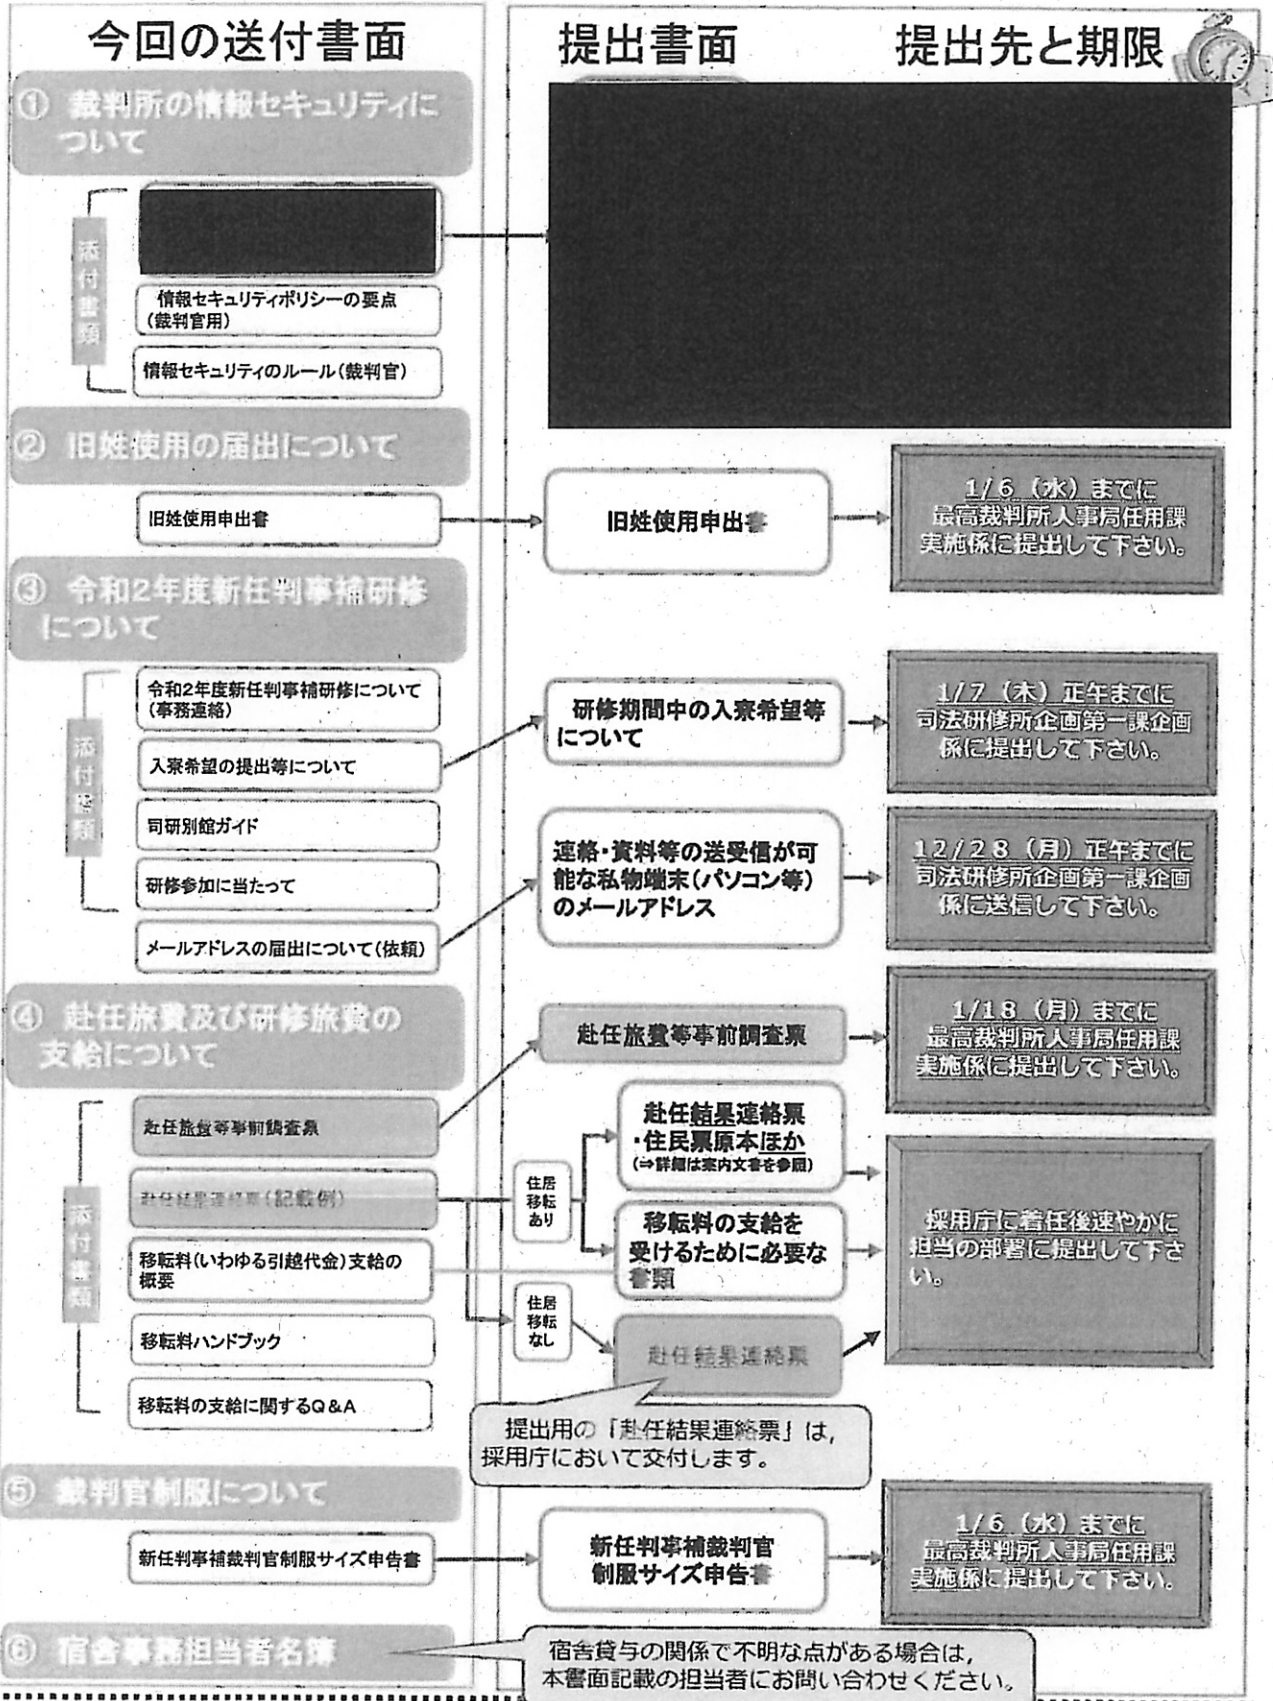 今回の送付書面
① 裁判所の情報セキュリティに
ついて
添付書類
情報セキュリティポリシーの要点
(裁判官用)
情報セキュリティのルール(裁判官)
② 旧姓使用の届出について
旧姓使用申出書
③ 令和2年度新任判事補研修
について
添付書類
令和2年度新任判事補研修について
(事務連絡)
入寮希望の提出等について
司研別館ガイド
研修参加に当たって
メールアドレスの届出について(依頼)
④ 赴任旅費及び研修旅費の
支給について
添付書類
赴任旅費等事前調査票
赴任結果連絡票(記載例)
移転料(いわゆる引越代金)支給の
概要
移転料ハンドブック
移転料の支給に関するQ&A
⑤ 裁判官制服について
新任判事補裁判官制服サイズ申告書
⑥ 宿舎事務担当者名簿
提出書面
提出先と期限
旧姓使用申出書
1/6(水)までに
最高裁判所人事局任用課
実施係に提出して下さい。
研修期間中の入寮希望等
について
1/7(木)正午までに
司法研修所企画第一課企画
係に提出して下さい。
連絡・資料等の送受信が可
能な私物端末(パソコン等)
のメールアドレス
12/28(月)正午までに
司法研修所企画第一課企画
係に送信して下さい。
赴任旅費等事前調査票
1/18(月)までに
最高裁判所人事局任用課
実施係に提出して下さい。
住居
移転
あり
赴任結果連絡票
・住民票原本ほか
(⇒詳細は案内文書を参照)
移転料の支給を
受けるために必要な
書類
住居
移転
なし
赴任結果連絡票
採用庁に着任後速やかに
担当の部署に提出して下さ
い。
提出用の「赴任結果連絡票」は,
採用庁において交付します。
新任判事補裁判官
制服サイズ申告書
1/6(水)までに
最高裁判所人事局任用課
実施係に提出して下さい。
宿舎貸与の関係で不明な点がある場合は,
本書面記載の担当者にお問い合わせください。